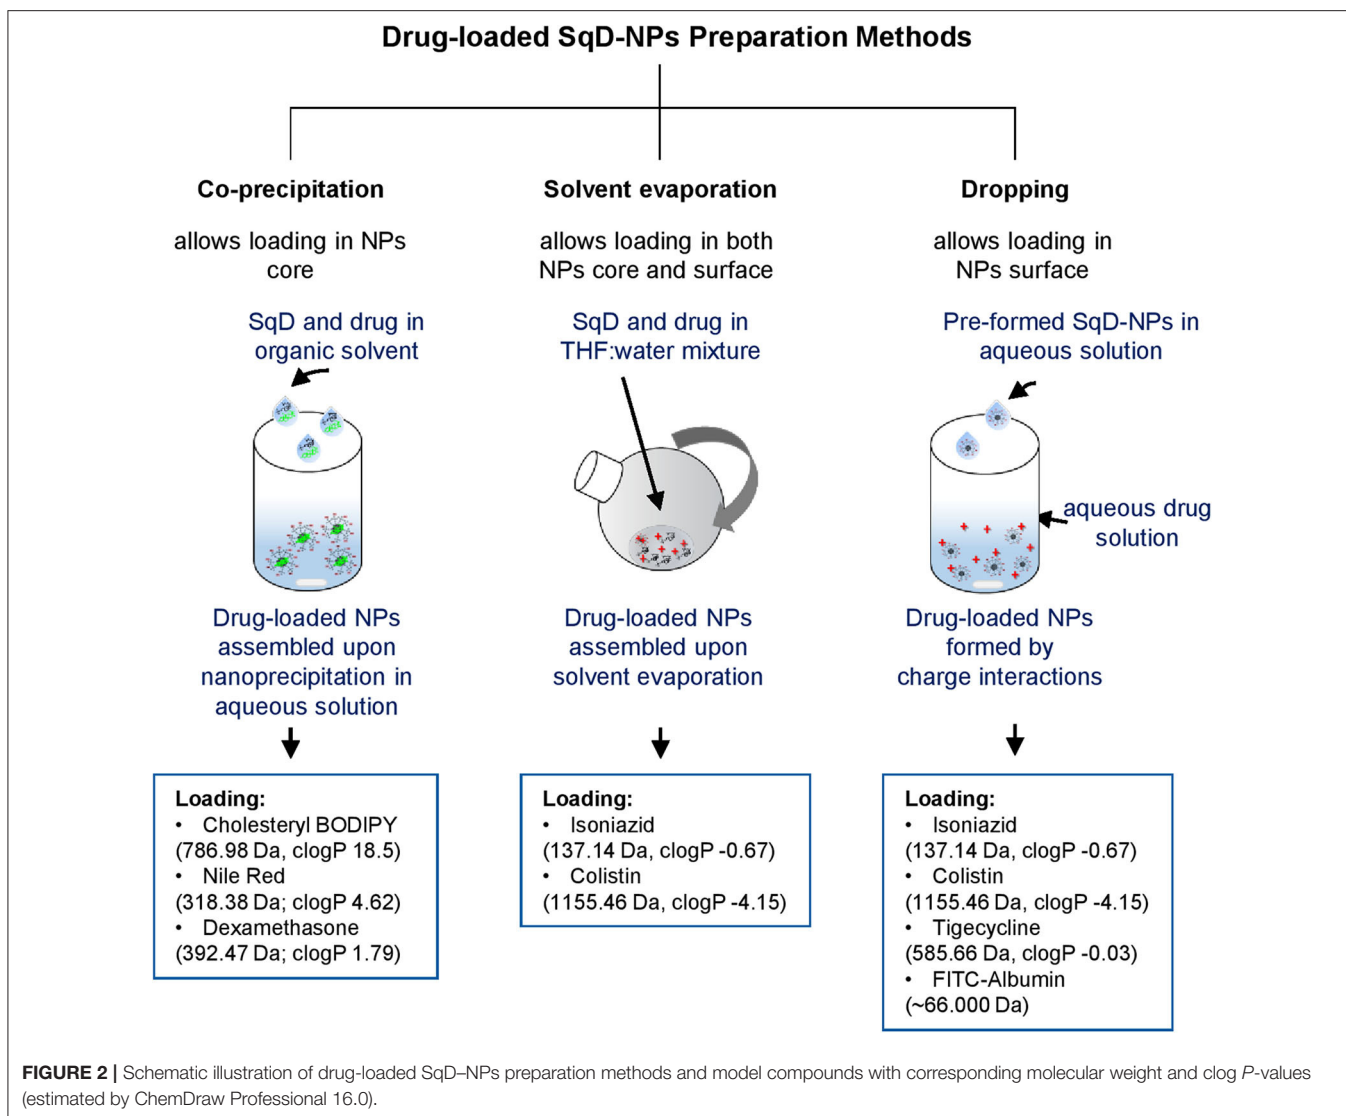 Drug-loaded SqD-NPs Preparation Methods
Co-precipitation
allows loading in NPs
core
SqD and drug in
organic solvent
Drug-loaded NPs
assembled upon
nanoprecipitation in
aqueous solution
Loading:
• Cholesteryl BODIPY
(786.98 Da, clogP 18.5)
• Nile Red
(318.38 Da; clogP 4.62)
• Dexamethasone
(392.47 Da; clogP 1.79)
Solvent evaporation
allows loading in both
NPs core and surface
SqD and drug in
THF:water mixture
Drug-loaded NPs
assembled upon
solvent evaporation
Loading:
• Isoniazid
(137.14 Da, clogP -0.67)
• Colistin
(1155.46 Da, clogP -4.15)
Dropping
allows loading in
NPs surface
Pre-formed SqD-NPs in
aqueous solution
aqueous drug
solution
Drug-loaded NPs
formed by
charge interactions
Loading:
• Isoniazid
(137.14 Da, clogP -0.67)
• Colistin
(1155.46 Da, clogP -4.15)
• Tigecycline
(585.66 Da, clogP -0.03)
• FITC-Albumin
(~66.000 Da)
FIGURE 2 | Schematic illustration of drug-loaded SqD–NPs preparation methods and model compounds with corresponding molecular weight and clog P-values
(estimated by ChemDraw Professional 16.0).